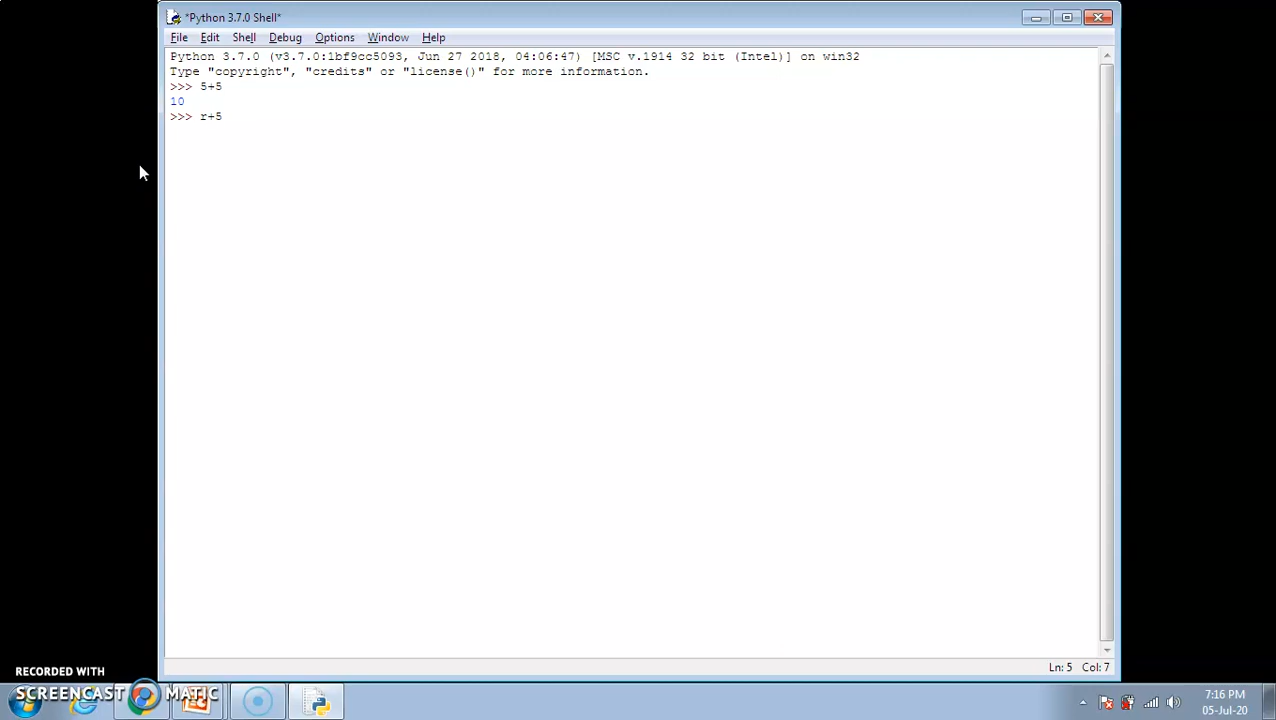 *Python 3.7.0 Shell*
File Edit Shell Debug Options Window Help
Python 3.7.0 (v3.7.0:1bf9cc5093, Jun 27 2018, 04:06:47) [MSC v.1914 32 bit (Intel)] on win32
Type "copyright", "credits" or "license()" for more information.
>>> 5+5
10
>>> r+5
Ln: 5 Col: 7
RECORDED WITH
SCREENCAST MATIC
7:16 PM
05-Jul-20